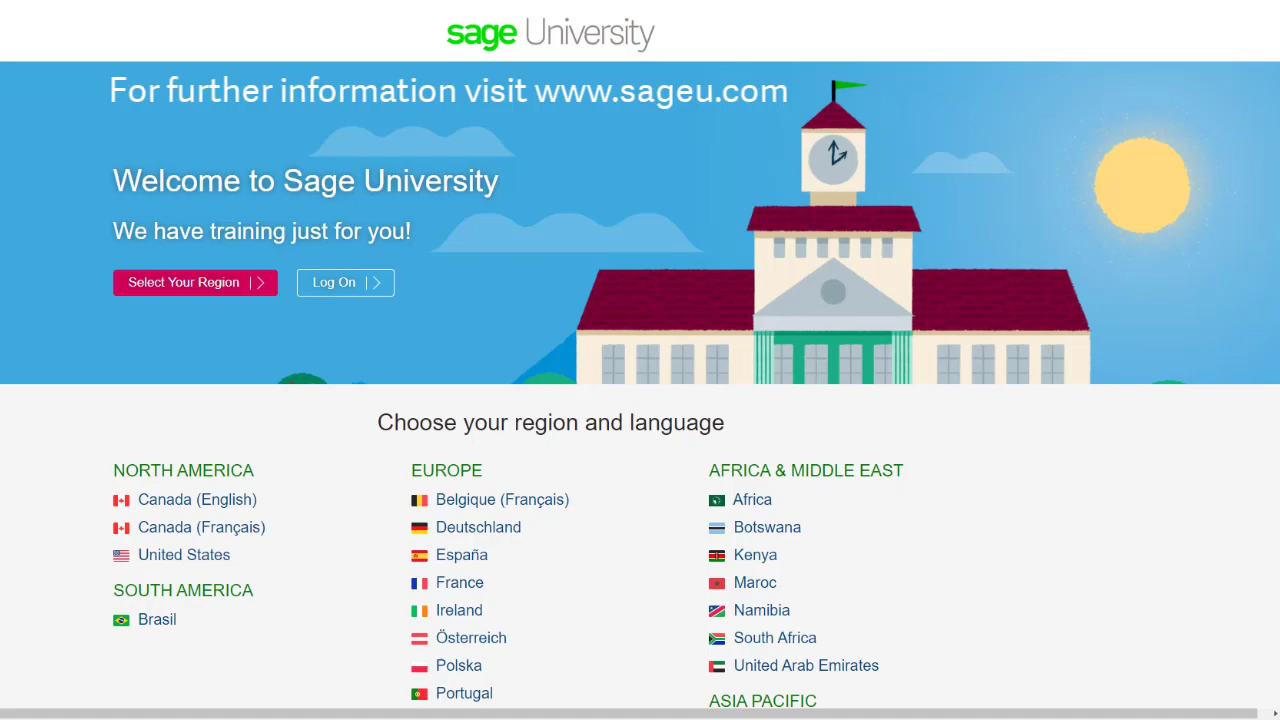 sage University
For further information visit www.sageu.com
Welcome to Sage University
We have training just for you!
Select Your Region
Log On
Choose your region and language
NORTH AMERICA
Canada (English)
Canada (Français)
United States
SOUTH AMERICA
Brasil
EUROPE
Belgique (Français)
Deutschland
España
France
Ireland
Österreich
Polska
Portugal
AFRICA & MIDDLE EAST
Africa
Botswana
Kenya
Maroc
Namibia
South Africa
United Arab Emirates
ASIA PACIFIC